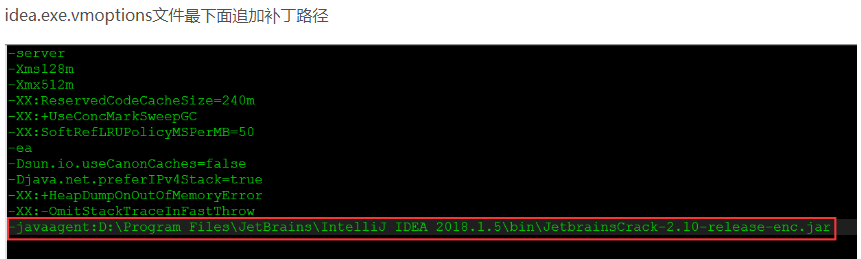 idea.exe.vmoptions文件最下面追加补丁路径
-server
-Xms128m
-Xmx512m
-XX:ReservedCodeCacheSize=240m
-XX:+UseConcMarkSweepGC
-XX:SoftRefLRUPolicyMSPerMB=50
-ea
-Dsun.io.useCanonCaches=false
-Djava.net.preferIPv4Stack=true
-XX:+HeapDumpOnOutOfMemoryError
-XX:-OmitStackTraceInFastThrow
-javaagent:D:\Program Files\JetBrains\IntelliJ IDEA 2018.1.5\bin\JetbrainsCrack-2.10-release-enc.jar